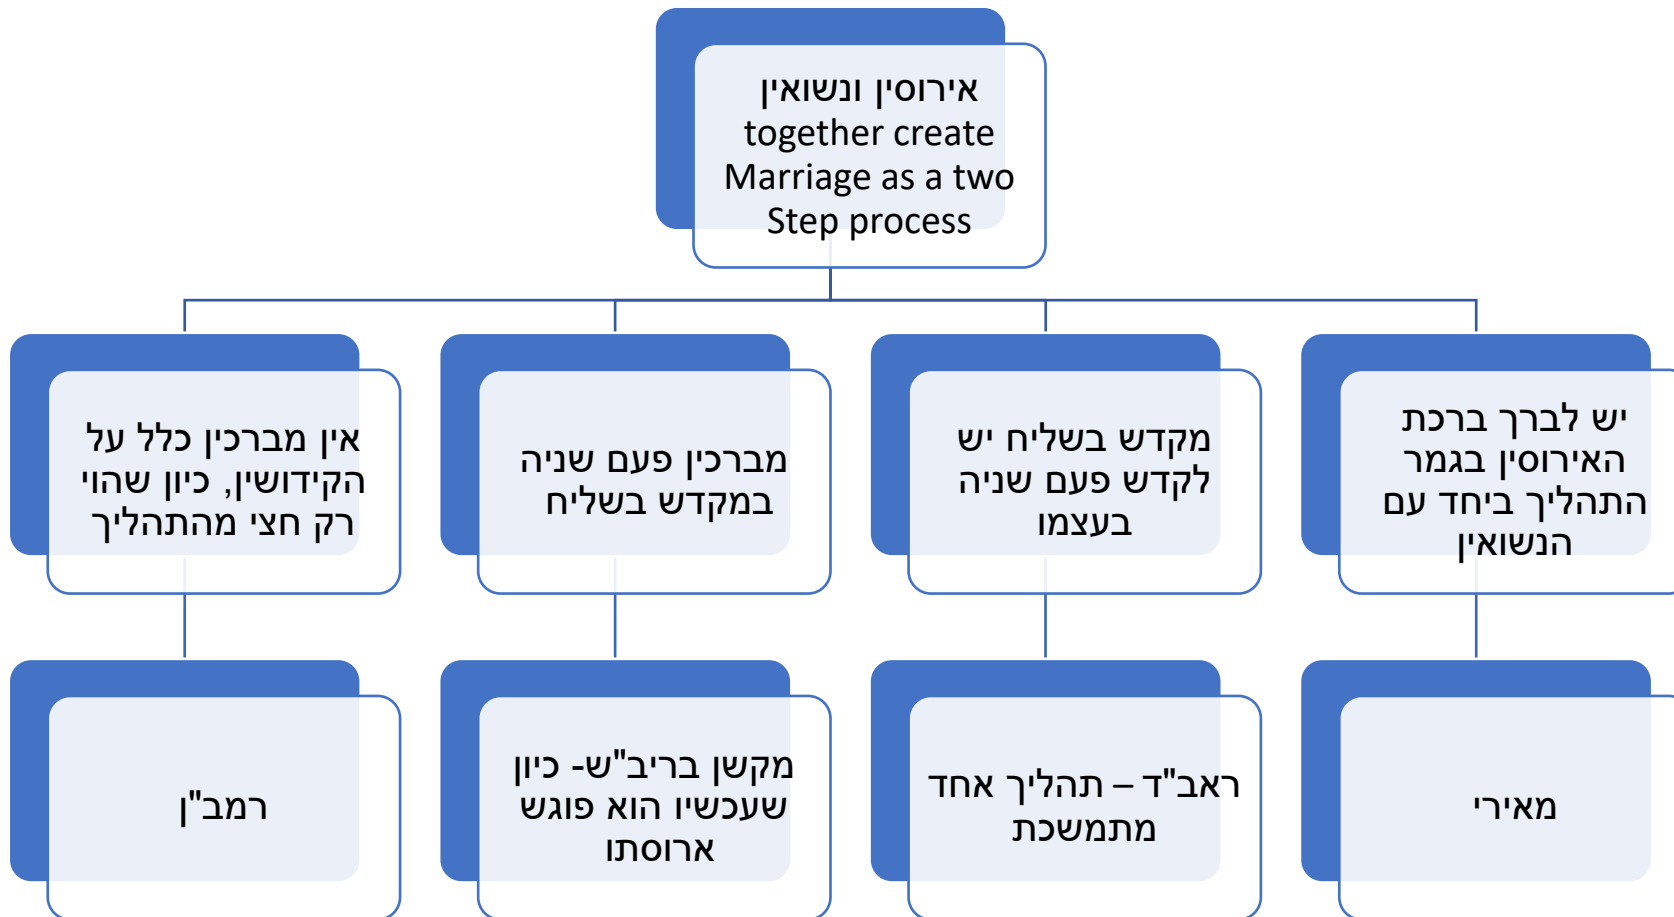 אירוסין ונשואין
together create
Marriage as a two
Step process
יש לברך ברכת
האירוסין בגמר
התהליך ביחד עם
הנשואין
מקדש בשליח יש
לקדש פעם שניה
בעצמו
מברכין פעם שניה
במקדש בשליח
אין מברכין כלל על
הקידושין, כיון שהוי
רק חצי מהתהליך
מאירי
ראב"ד – תהליך אחד
מתמשכת
מקשן בריב"ש- כיון
שעכשיו הוא פוגש
ארוסתו
רמב"ן